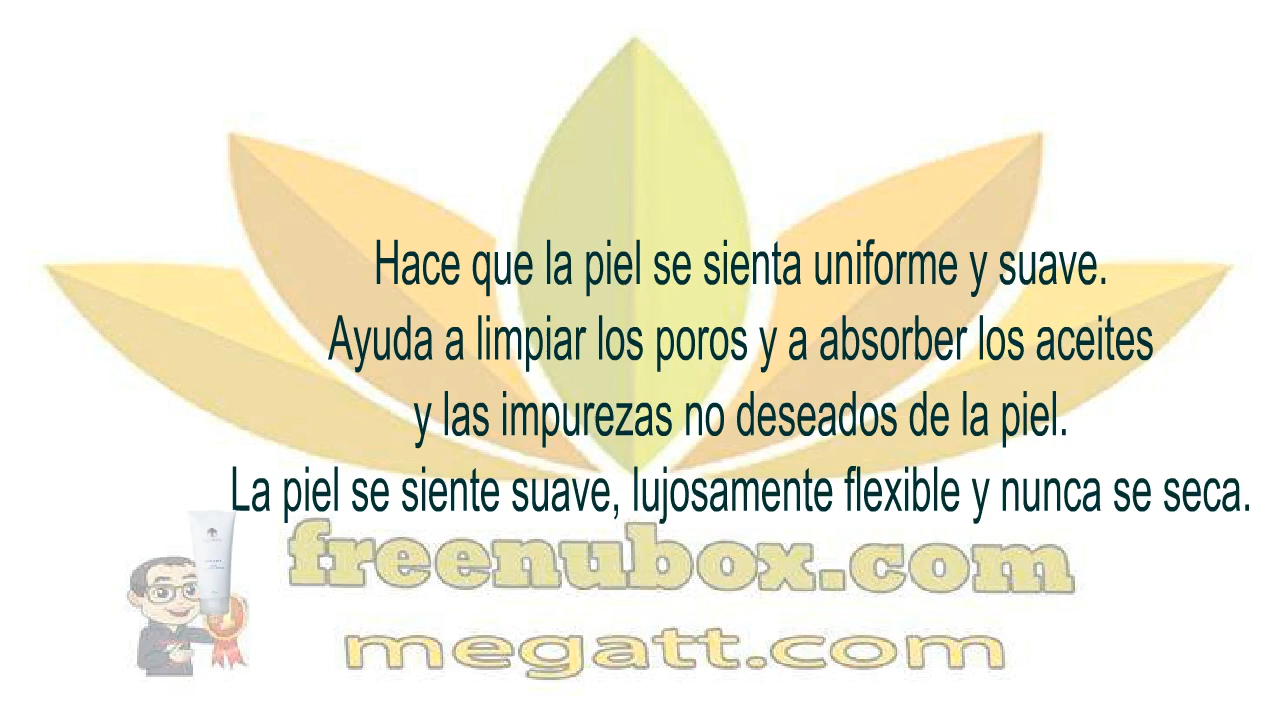 Hace que la piel se sienta uniforme y suave.
Ayuda a limpiar los poros y a absorber los aceites
y las impurezas no deseados de la piel.
La piel se siente suave, lujosamente flexible y nunca se seca.
freenubox.com
megatt.com